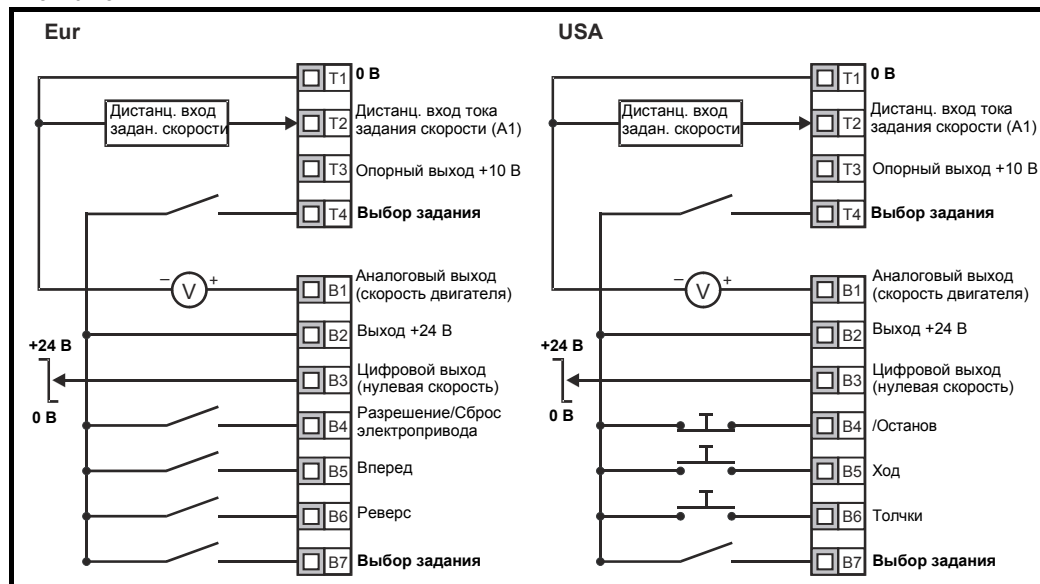 Eur
T1 0 В
Дистанц. вход
задан. скорости
T2 Дистанц. вход тока
задания скорости (A1)
T3 Опорный выход +10 В
T4 Выбор задания
– V +
B1 Аналоговый выход
(скорость двигателя)
B2 Выход +24 В
+24 В
0 В
B3 Цифровой выход
(нулевая скорость)
B4 Разрешение/Сброс
электропривода
B5 Вперед
B6 Реверс
B7 Выбор задания
USA
T1 0 В
Дистанц. вход
задан. скорости
T2 Дистанц. вход тока
задания скорости (A1)
T3 Опорный выход +10 В
T4 Выбор задания
– V +
B1 Аналоговый выход
(скорость двигателя)
B2 Выход +24 В
+24 В
0 В
B3 Цифровой выход
(нулевая скорость)
B4 /Останов
B5 Ход
B6 Толчки
B7 Выбор задания